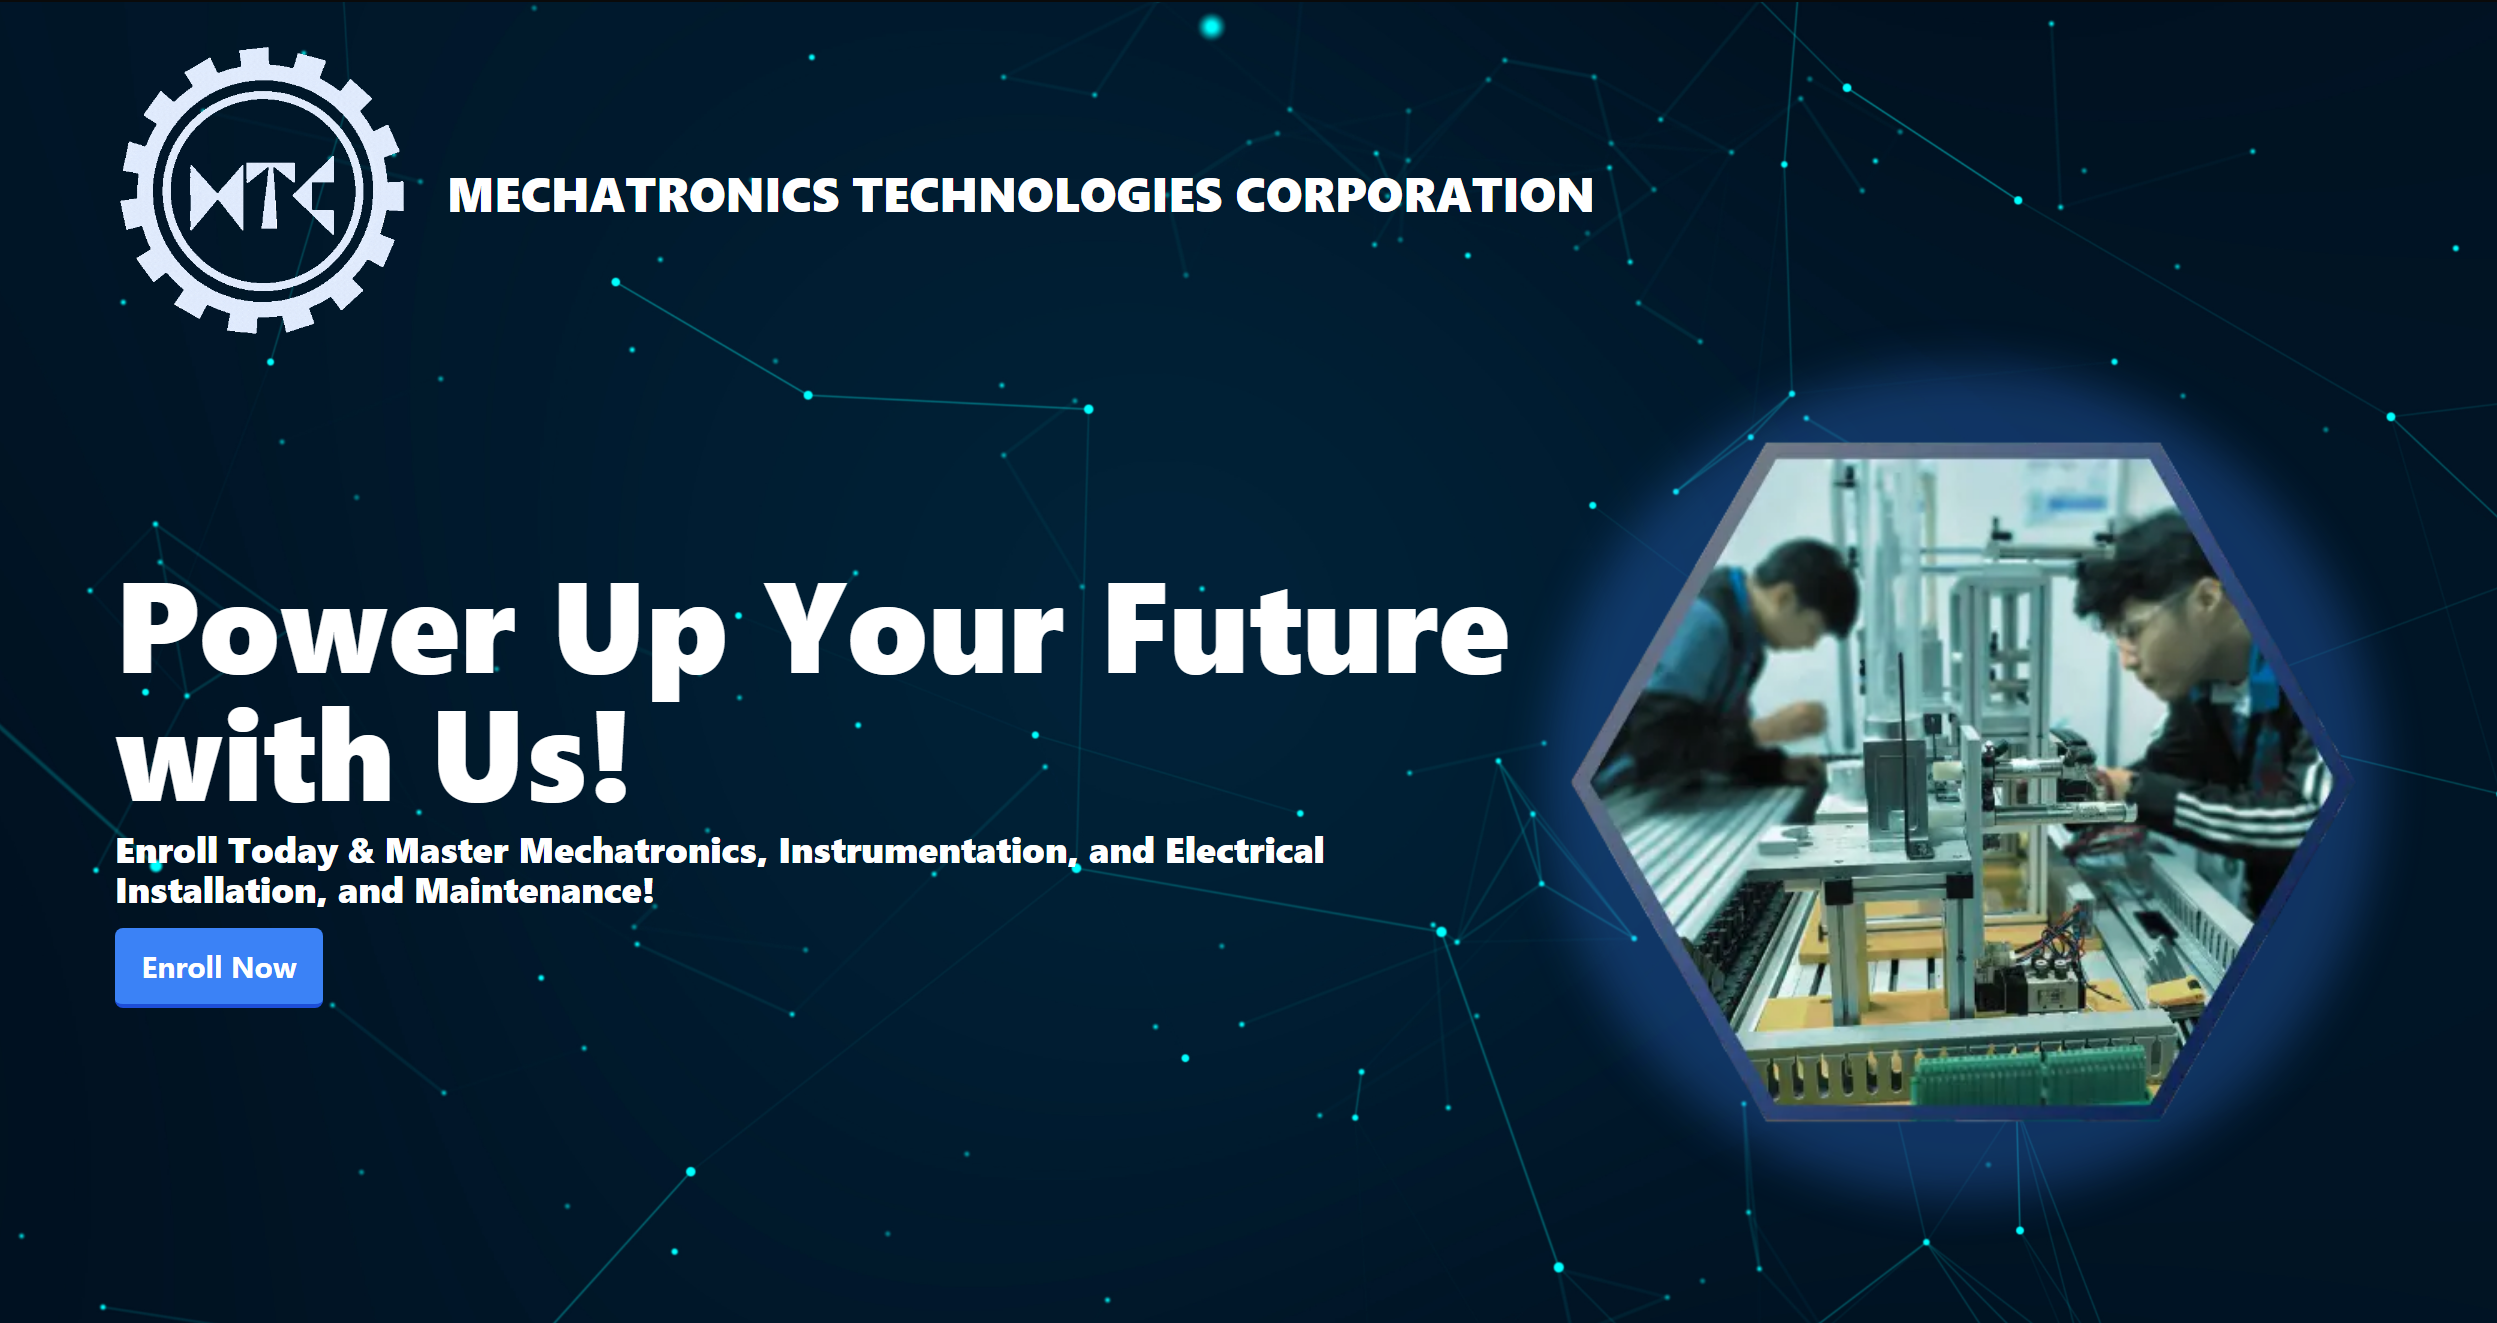 MTC
MECHATRONICS TECHNOLOGIES CORPORATION
Power Up Your Future
with Us!
Enroll Today & Master Mechatronics, Instrumentation, and Electrical
Installation, and Maintenance!
Enroll Now